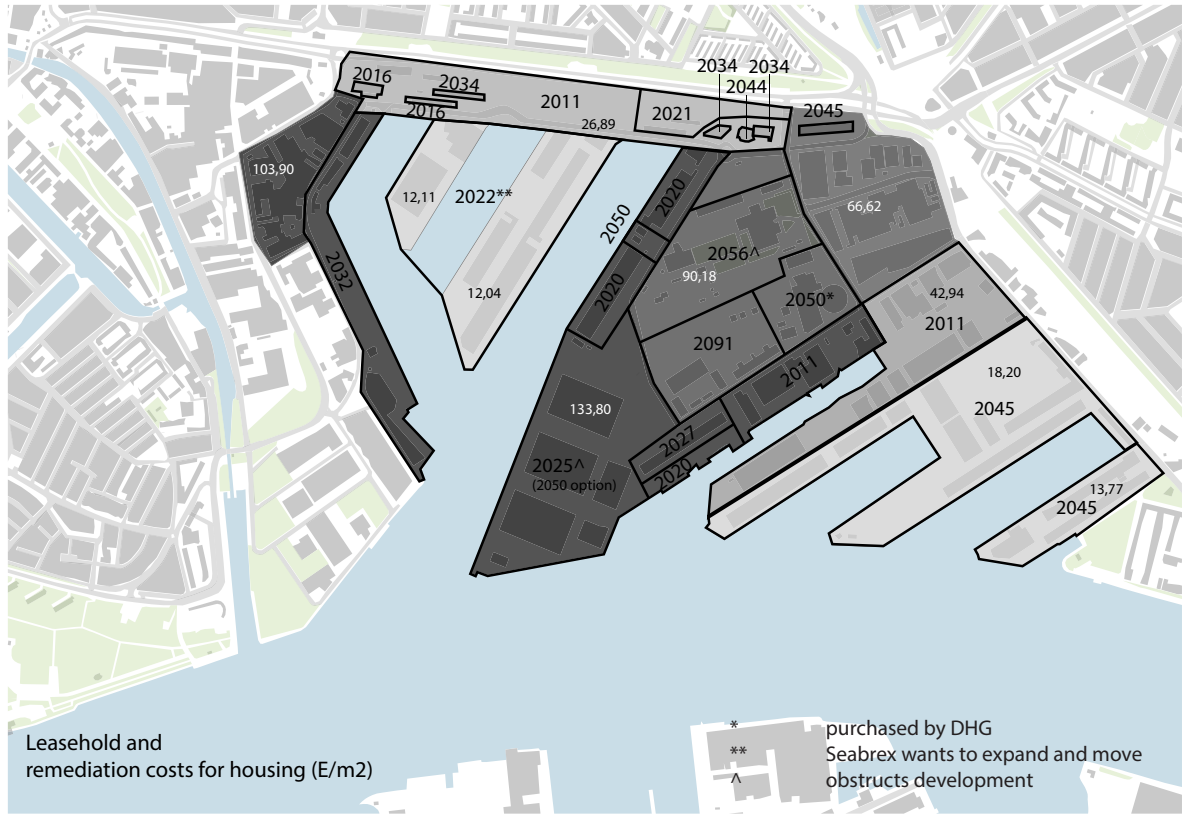 2034 2034
2016 2034 2044
2011 2021 2045
2016 26,89
103,90
12,11 2022** 2050 2020 66,62
2056^
2032 90,18
12,04 2020 2050* 42,94
2091 2011
2011 18,20
133,80 2045
2027
2025^ 2020
(2050 option) 13,77
2045
Leasehold and
remediation costs for housing (E/m2)
* purchased by DHG
** Seabrex wants to expand and move
^ obstructs development